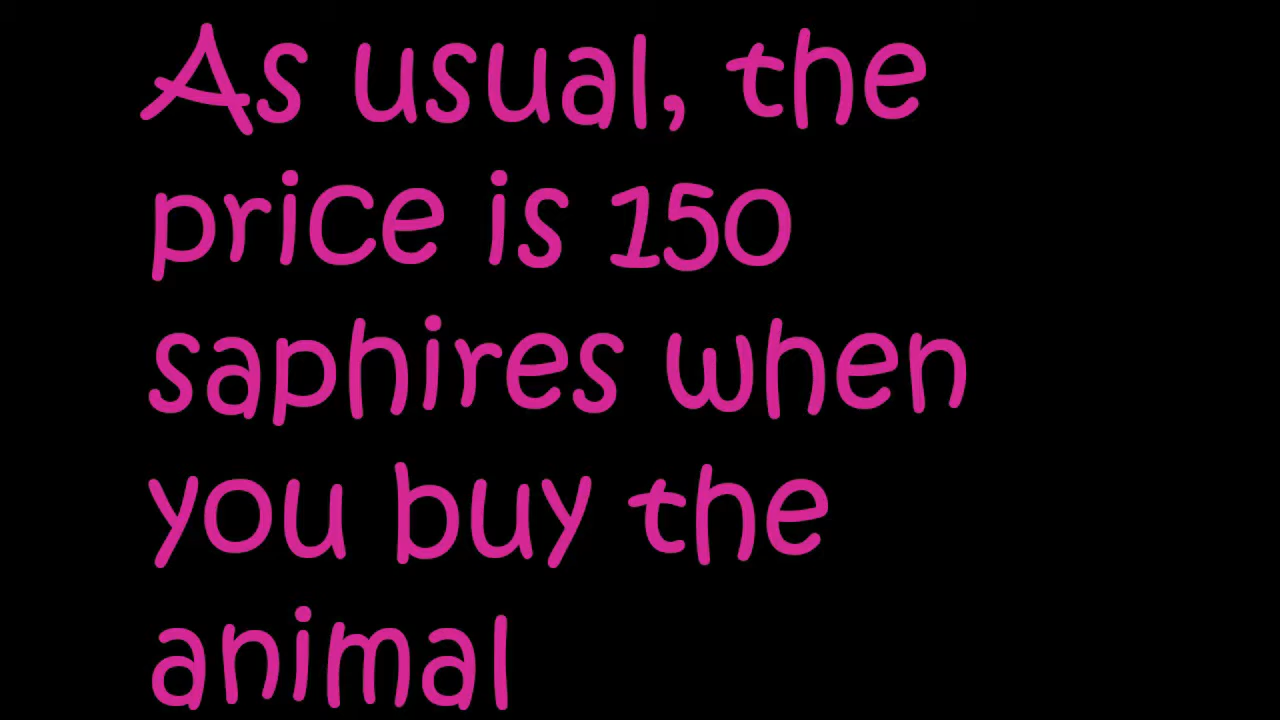 As usual, the
price is 150
saphires when
you buy the
animal